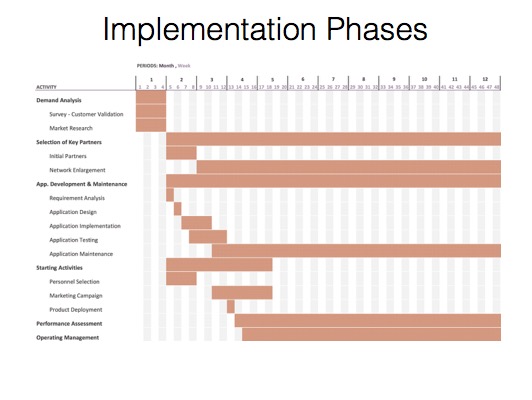 Implementation Phases
PERIODS: Month , Week
1 2 3 4 5 6 7 8 9 10 11 12
ACTIVITY 1 2 3 4 5 6 7 8 9 10 11 12 13 14 15 16 17 18 19 20 21 22 23 24 25 26 27 28 29 30 31 32 33 34 35 36 37 38 39 40 41 42 43 44 45 46 47 48
Demand Analysis
Survey - Customer Validation
Market Research
Selection of Key Partners
Initial Partners
Network Enlargement
App. Development & Maintenance
Requirement Analysis
Application Design
Application Implementation
Application Testing
Application Maintenance
Starting Activities
Personnel Selection
Marketing Campaign
Product Deployment
Performance Assessment
Operating Management